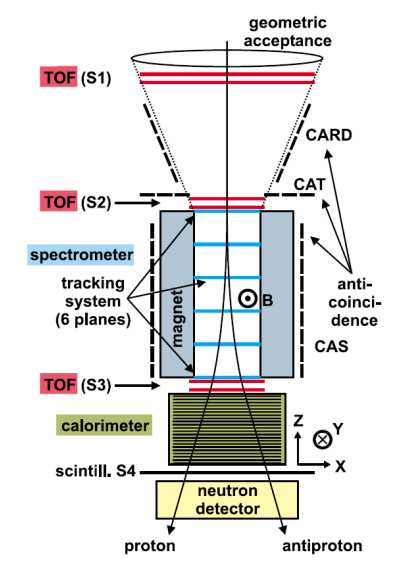 geometric
acceptance
TOF (S1)
CARD
CAT
TOF (S2)
spectrometer
tracking
system
(6 planes)
magnet
B
anti-
coinci-
dence
CAS
TOF (S3)
calorimeter
Z
Y
X
scintill. S4
neutron
detector
proton
antiproton